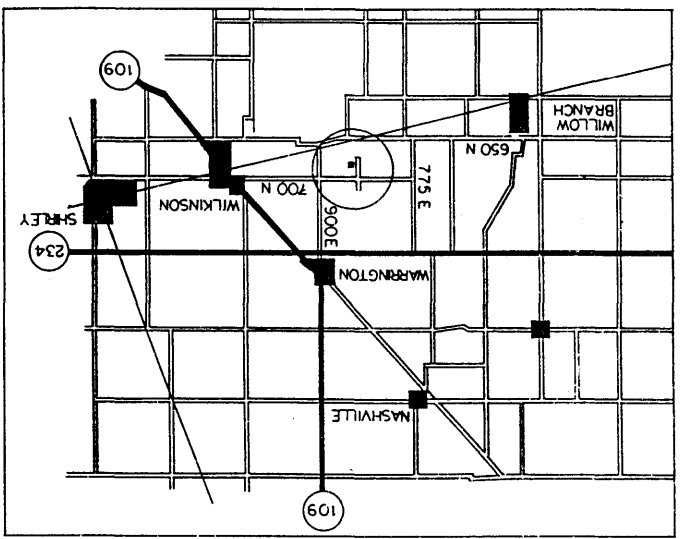 109
NASHVILLE
WARRINGTON
234
900E
SHIRLEY
WILKINSON
700 N
775 E
650 N
WILLOW
BRANCH
109